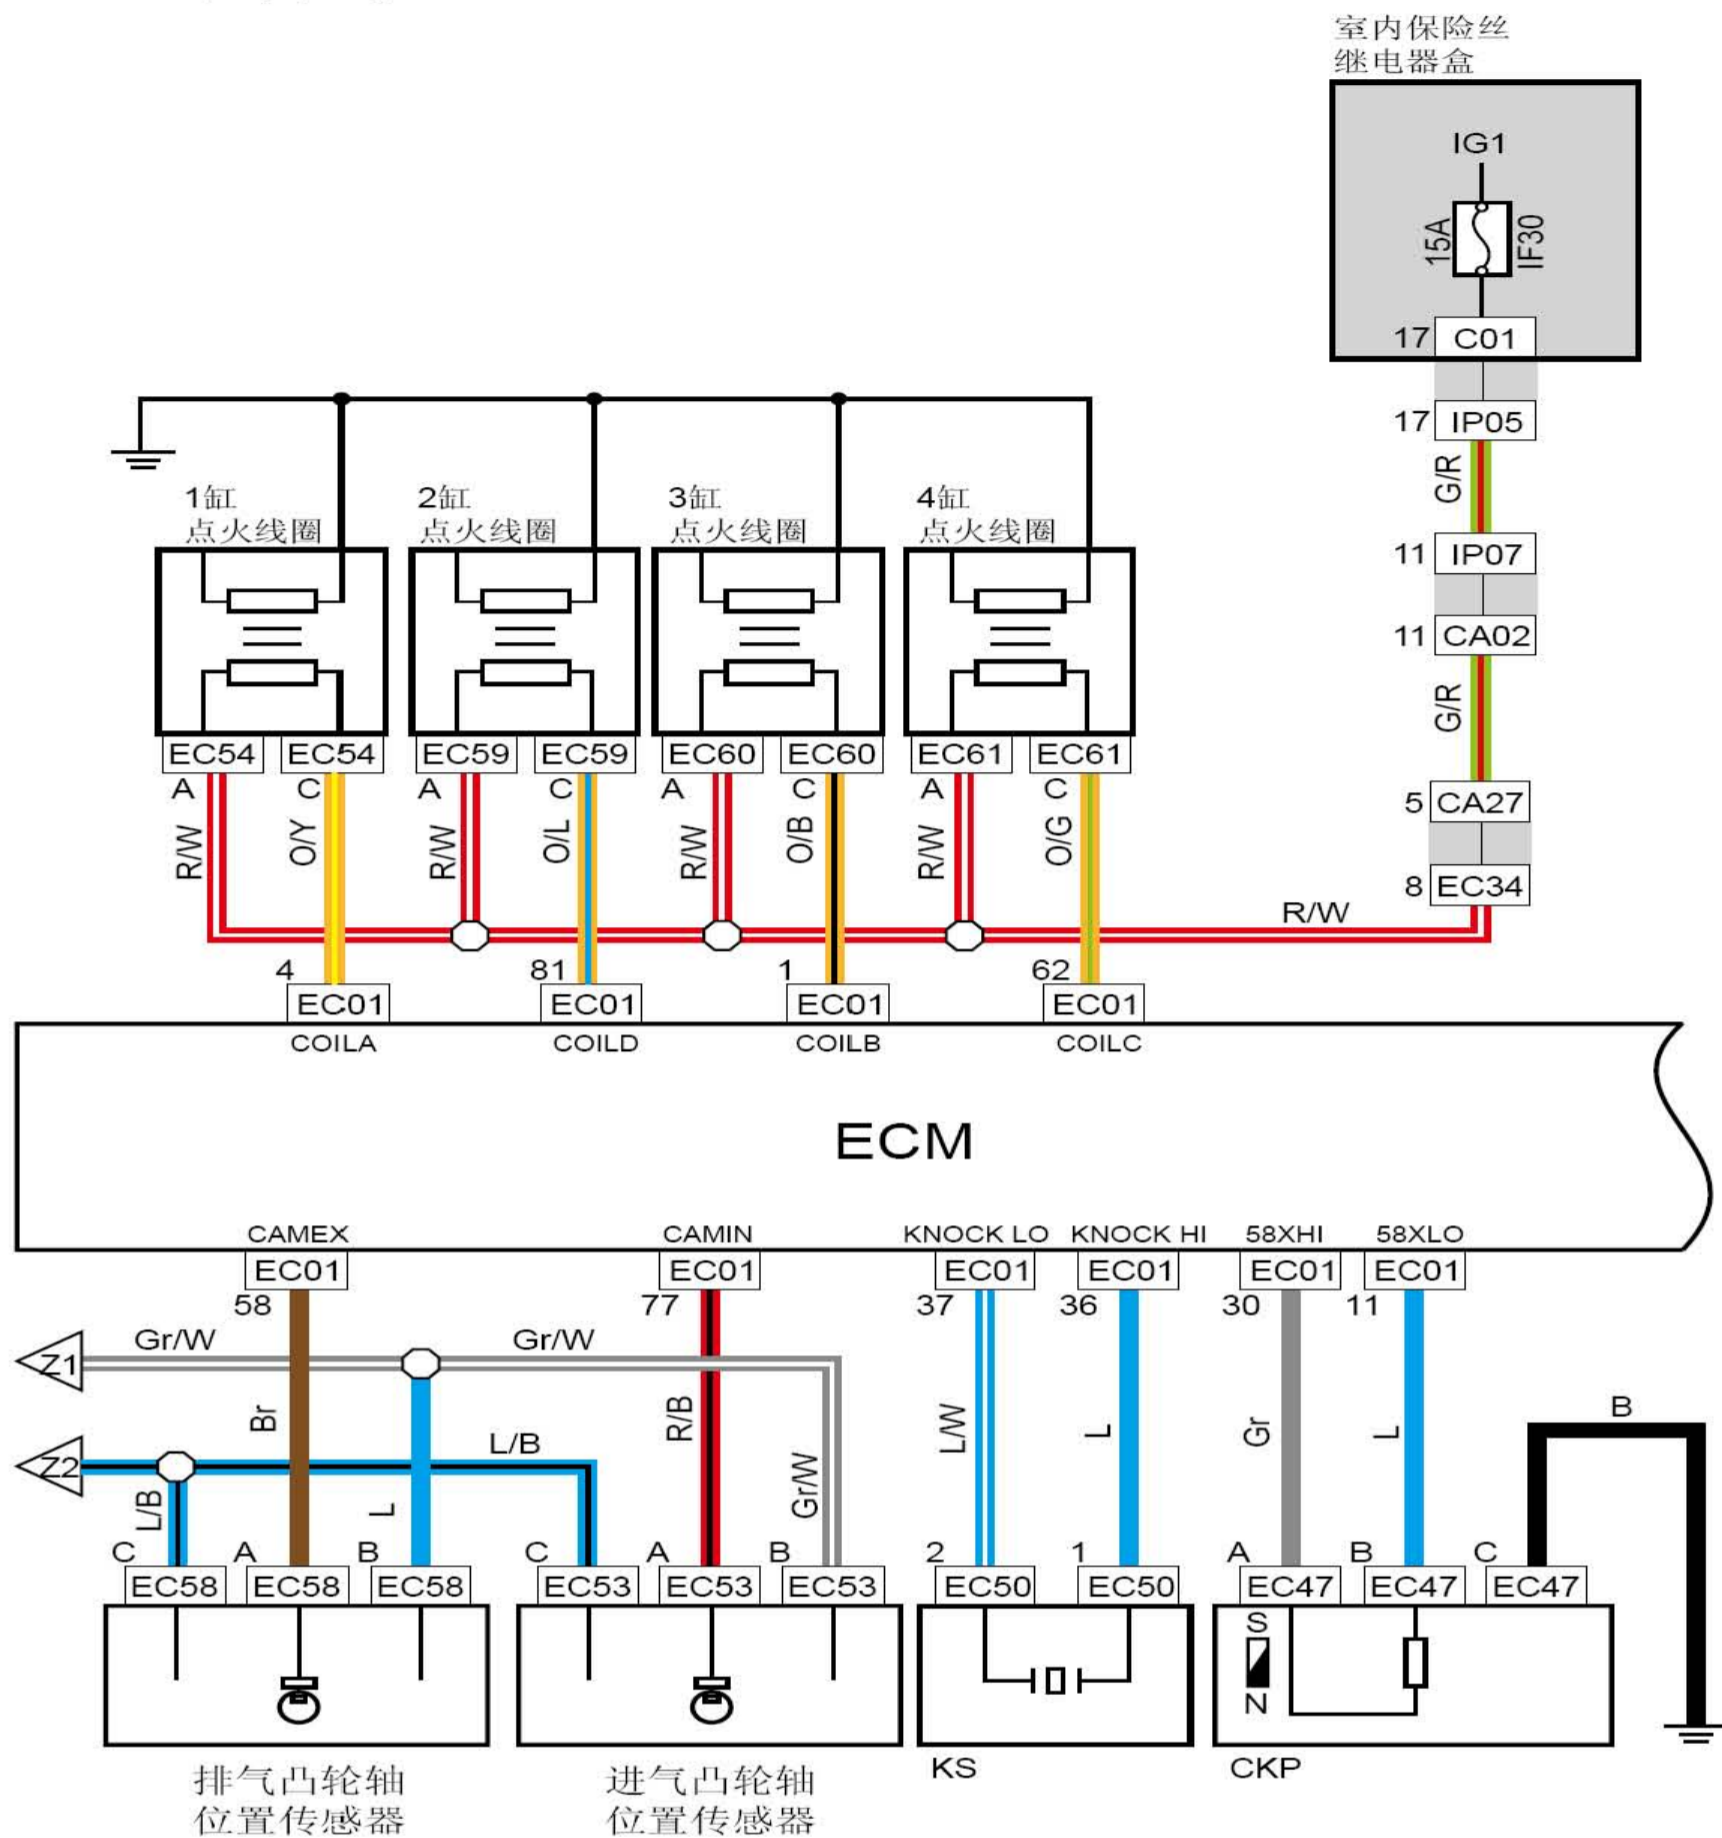 室内保险丝
继电器盒
IG1
15A
IF30
17 C01
17 IP05
G/R
11 IP07
11 CA02
G/R
5 CA27
8 EC34
R/W
1缸 2缸 3缸 4缸
点火线圈 点火线圈 点火线圈 点火线圈
EC54 EC54 EC59 EC59 EC60 EC60 EC61 EC61
A C A C A C A C
R/W O/Y R/W O/L R/W O/B R/W O/G
4 81 1 62
EC01 EC01 EC01 EC01
COILA COILD COILB COILC
ECM
CAMEX CAMIN KNOCK LO KNOCK HI 58XHI 58XLO
EC01 EC01 EC01 EC01 EC01 EC01
58 77 37 36 30 11
Z1 Gr/W Gr/W
Br R/B L/W L Gr L B
Z2 L/B
L/B L Gr/W
C A B C A B 2 1 A B C
EC58 EC58 EC58 EC53 EC53 EC53 EC50 EC50 EC47 EC47 EC47
S
N
KS CKP
排气凸轮轴 进气凸轮轴
位置传感器 位置传感器